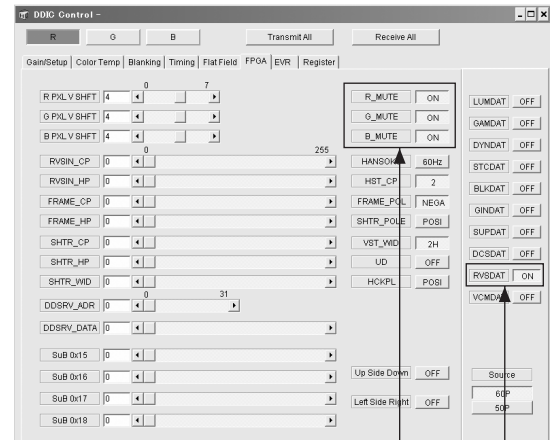 DDIC Control -
R G B Transmit All Receive All
Gain/Setup Color Temp Blanking Timing Flat Field FPGA EVR Register
0 7
R PXL V SHFT 4
G PXL V SHFT 4
B PXL V SHFT 4
0 255
RVSIN_CP 0
RVSIN_HP 0
FRAME_CP 0
FRAME_HP 0
SHTR_CP 0
SHTR_HP 0
SHTR_WID 0
0 31
DDSRV_ADR 0
DDSRV_DATA 0
SuB 0x15 0
SuB 0x16 0
SuB 0x17 0
SuB 0x18 0
R_MUTE ON
G_MUTE ON
B_MUTE ON
HANSOK 60Hz
HST_CP 2
FRAME_POL NEGA
SHTR_POLE POSI
VST_WID 2H
UD OFF
HCKPL POSI
Up Side Down OFF
Left Side Right OFF
LUMDAT OFF
GAMDAT OFF
DYNDAT OFF
STCDAT OFF
BLKDAT OFF
GINDAT OFF
SUPDAT OFF
DCSDAT OFF
RVSDAT ON
VCMDA OFF
Source
60P
50P